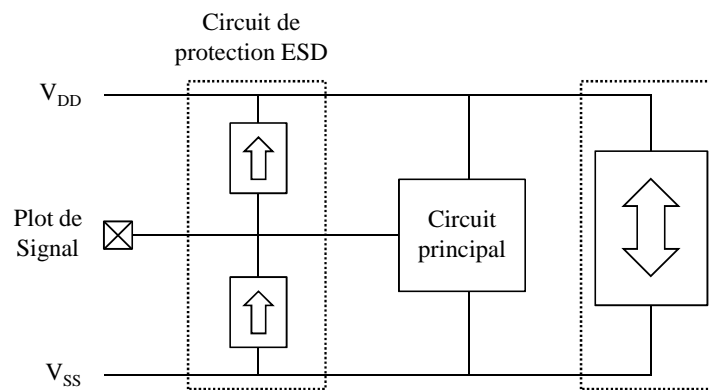 Circuit de
protection ESD
V_DD
Plot de
Signal
Circuit
principal
V_SS